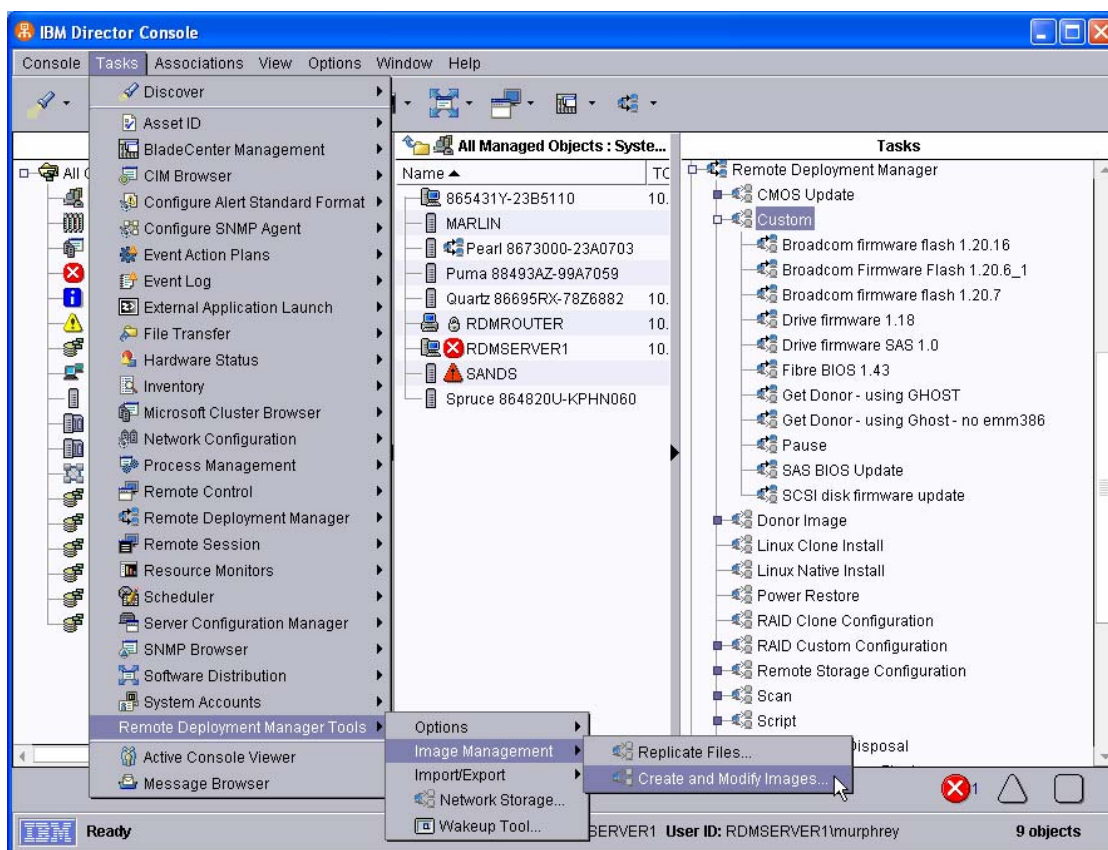 IBM Director Console
Console Tasks Associations View Options Window Help
Discover
Asset ID
BladeCenter Management
CIM Browser
Configure Alert Standard Format
Configure SNMP Agent
Event Action Plans
Event Log
External Application Launch
File Transfer
Hardware Status
Inventory
Microsoft Cluster Browser
Network Configuration
Process Management
Remote Control
Remote Deployment Manager
Remote Session
Resource Monitors
Scheduler
Server Configuration Manager
SNMP Browser
Software Distribution
System Accounts
Remote Deployment Manager Tools
Active Console Viewer
Message Browser
Options
Image Management
Import/Export
Network Storage...
Wakeup Tool...
Replicate Files...
Create and Modify Images...
All
All Managed Objects : Syste...
Name
865431Y-23B5110 10.
MARLIN
Pearl 8673000-23A0703
Puma 88493AZ-99A7059
Quartz 86695RX-78Z6882 10.
RDMROUTER 10.
RDMSERVER1 10.
SANDS
Spruce 864820U-KPHN060
Tasks
Remote Deployment Manager
CMOS Update
Custom
Broadcom firmware flash 1.20.16
Broadcom Firmware Flash 1.20.6_1
Broadcom firmware flash 1.20.7
Drive firmware 1.18
Drive firmware SAS 1.0
Fibre BIOS 1.43
Get Donor - using GHOST
Get Donor - using Ghost - no emm386
Pause
SAS BIOS Update
SCSI disk firmware update
Donor Image
Linux Clone Install
Linux Native Install
Power Restore
RAID Clone Configuration
RAID Custom Configuration
Remote Storage Configuration
Scan
Script
Disposal
1
IBM Ready SERVER1 User ID: RDMSERVER1\murphrey 9 objects